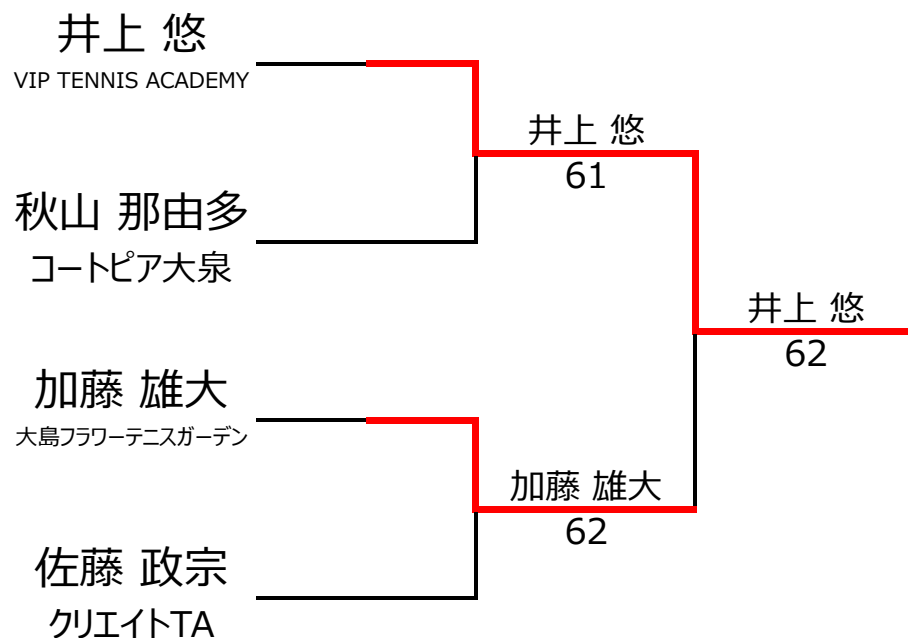 井上 悠
VIP TENNIS ACADEMY
井上 悠
61
秋山 那由多
コートピア大泉
井上 悠
62
加藤 雄大
大島フラワーテニスガーデン
加藤 雄大
62
佐藤 政宗
クリエイトTA